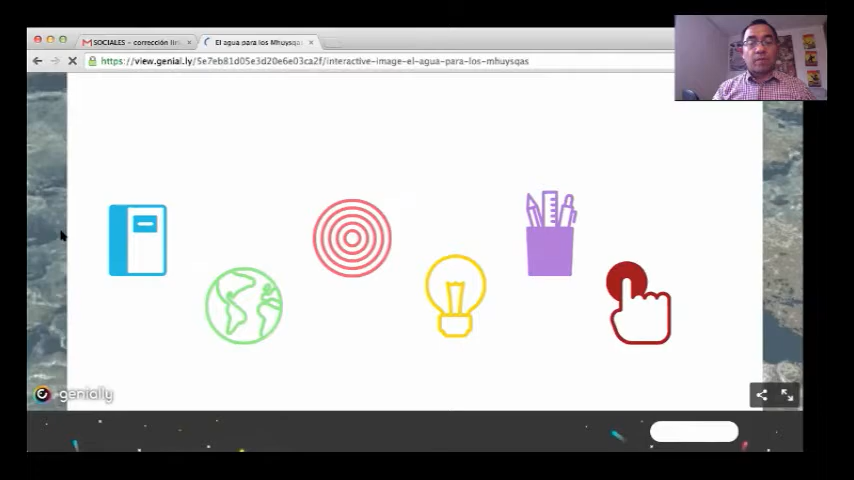 SOCIALES – corrección lin
El agua para los Mhuysqas
https://view.genial.ly/5e7eb81d05e3d20e6e03ca2f/interactive-image-el-agua-para-los-mhuysqas
genially